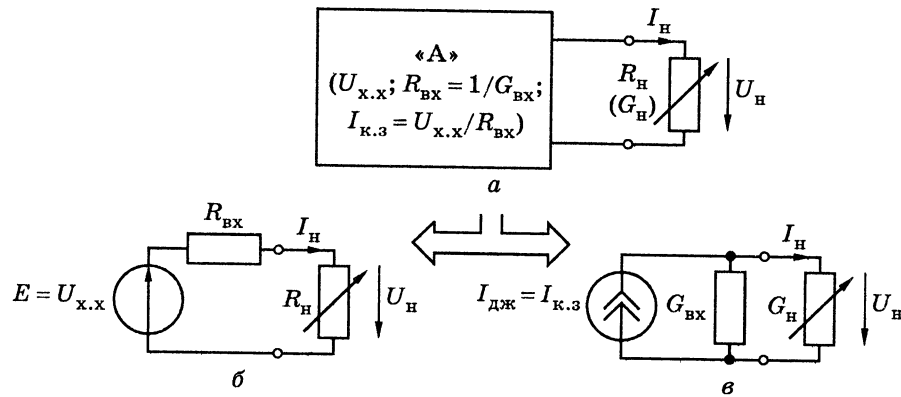 «А»
(Uх.х; Rвх = 1/Gвх;
Iк.з = Uх.х/Rвх)
Iн
Rн
(Gн)
Uн
а
Rвх
Iн
E = Uх.х
Rн
Uн
б
Iдж = Iк.з
Gвх
Iн
Gн
Uн
в